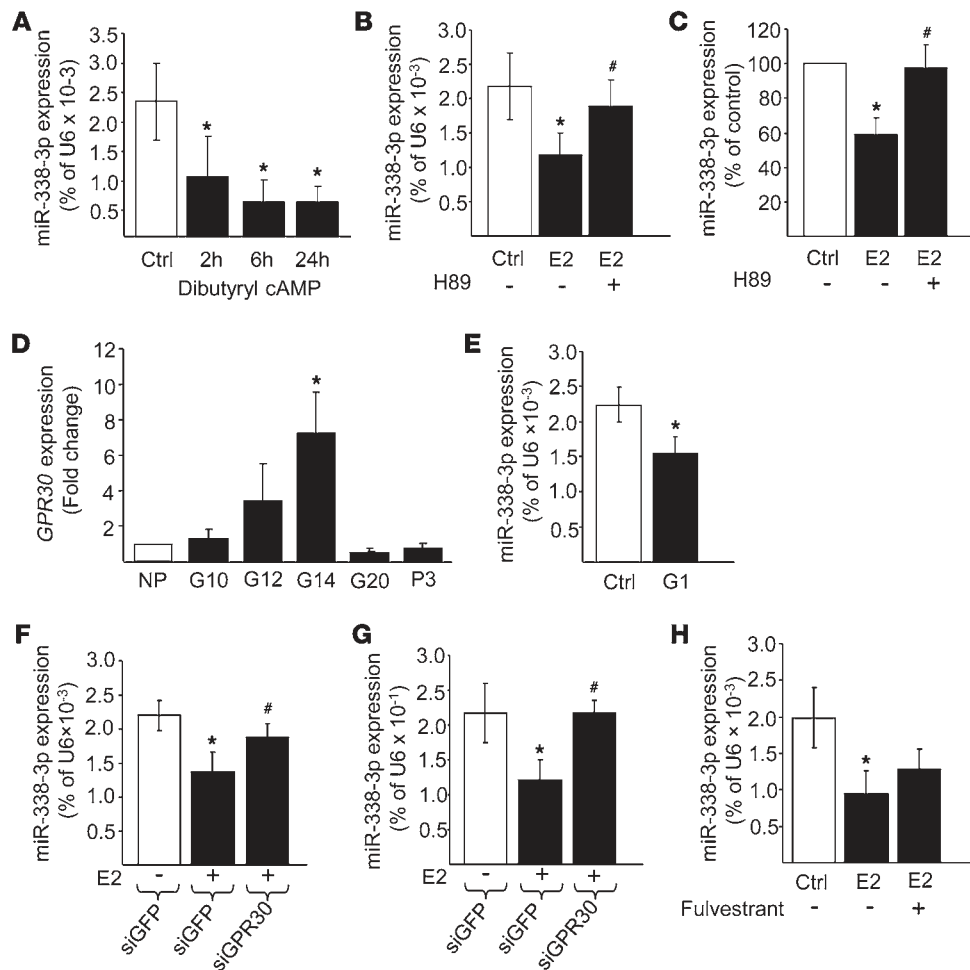 A
miR-338-3p expression
(% of U6 x 10-3)
3.5
3.0
2.5
2.0
1.5
1.0
0.5
*
*
*
Ctrl 2h 6h 24h
Dibutyryl cAMP
B
miR-338-3p expression
(% of U6 x 10⁻³)
3.0
2.5
2.0
1.5
1.0
0.5
*
#
Ctrl E2 E2
H89 - - +
C
miR-338-3p expression
(% of control)
120
100
80
60
40
20
*
#
Ctrl E2 E2
H89 - - +
D
GPR30 expression
(Fold change)
12
10
8
6
4
2
*
NP G10 G12 G14 G20 P3
E
miR-338-3p expression
(% of U6 ×10⁻³)
3.0
2.5
2.0
1.5
1.0
0.5
*
Ctrl G1
F
miR-338-3p expression
(% of U6×10⁻³)
3.0
2.5
2.0
1.5
1.0
0.5
*
#
E2 - + +
siGFP siGFP siGPR30
G
miR-338-3p expression
(% of U6 x 10⁻¹)
3.0
2.5
2.0
1.5
1.0
0.5
*
#
E2 - + +
siGFP siGFP siGPR30
H
miR-338-3p expression
(% of U6 × 10⁻³)
3.0
2.5
2.0
1.5
1.0
0.5
*
Ctrl E2 E2
Fulvestrant - - +